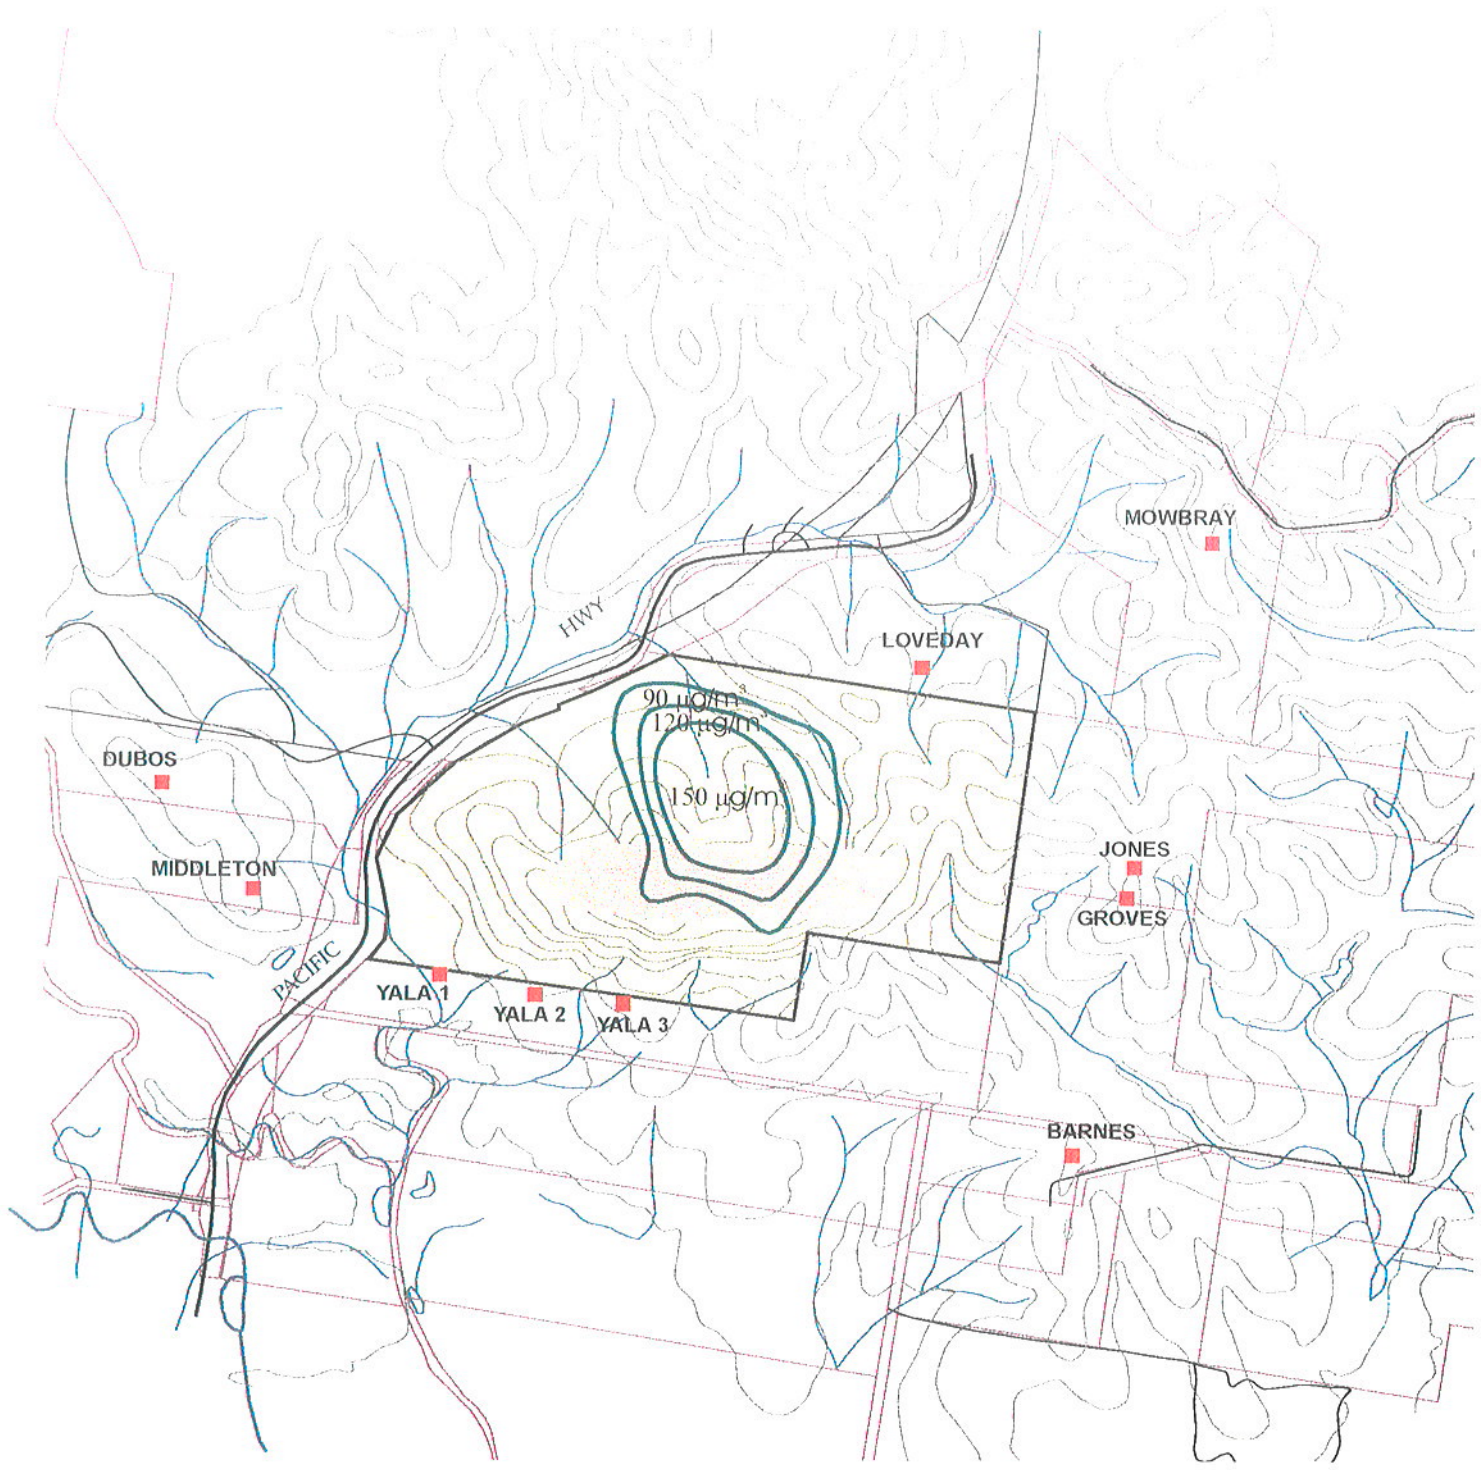 MOWBRAY
HWY
LOVEDAY
90 µg/m³
120 µg/m³
DUBOS
150 µg/m
JONES
MIDDLETON
GROVES
PACIFIC
YALA 1
YALA 2
YALA 3
BARNES